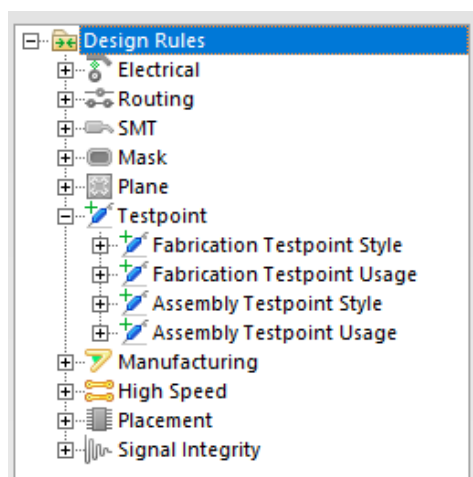 Design Rules
Electrical
Routing
SMT
Mask
Plane
Testpoint
Fabrication Testpoint Style
Fabrication Testpoint Usage
Assembly Testpoint Style
Assembly Testpoint Usage
Manufacturing
High Speed
Placement
Signal Integrity